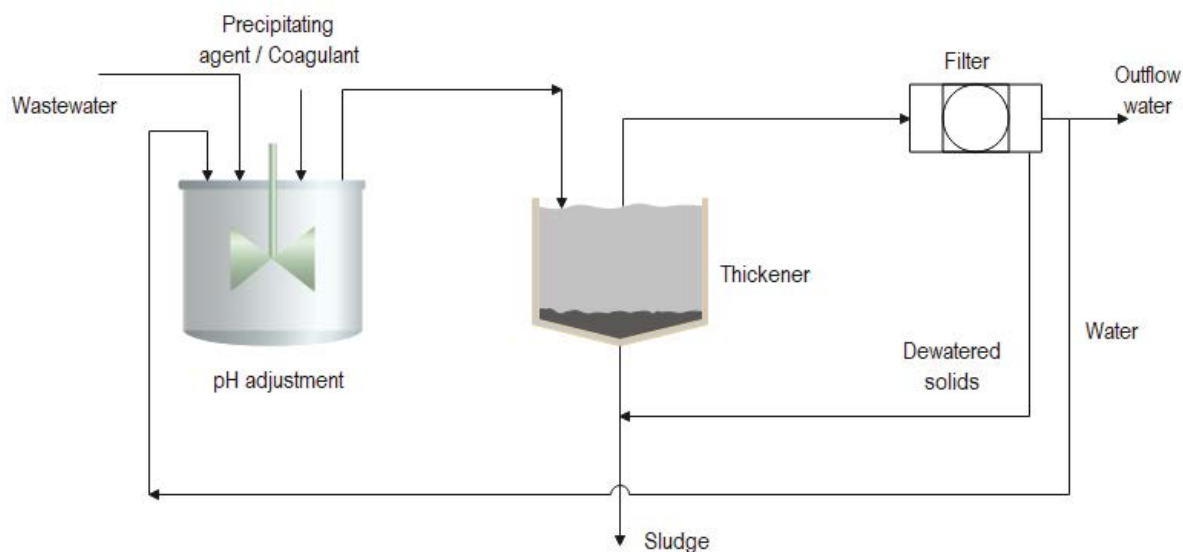 Precipitating
agent / Coagulant
Wastewater
Filter
Outflow
water
Thickener
Water
Dewatered
solids
pH adjustment
Sludge